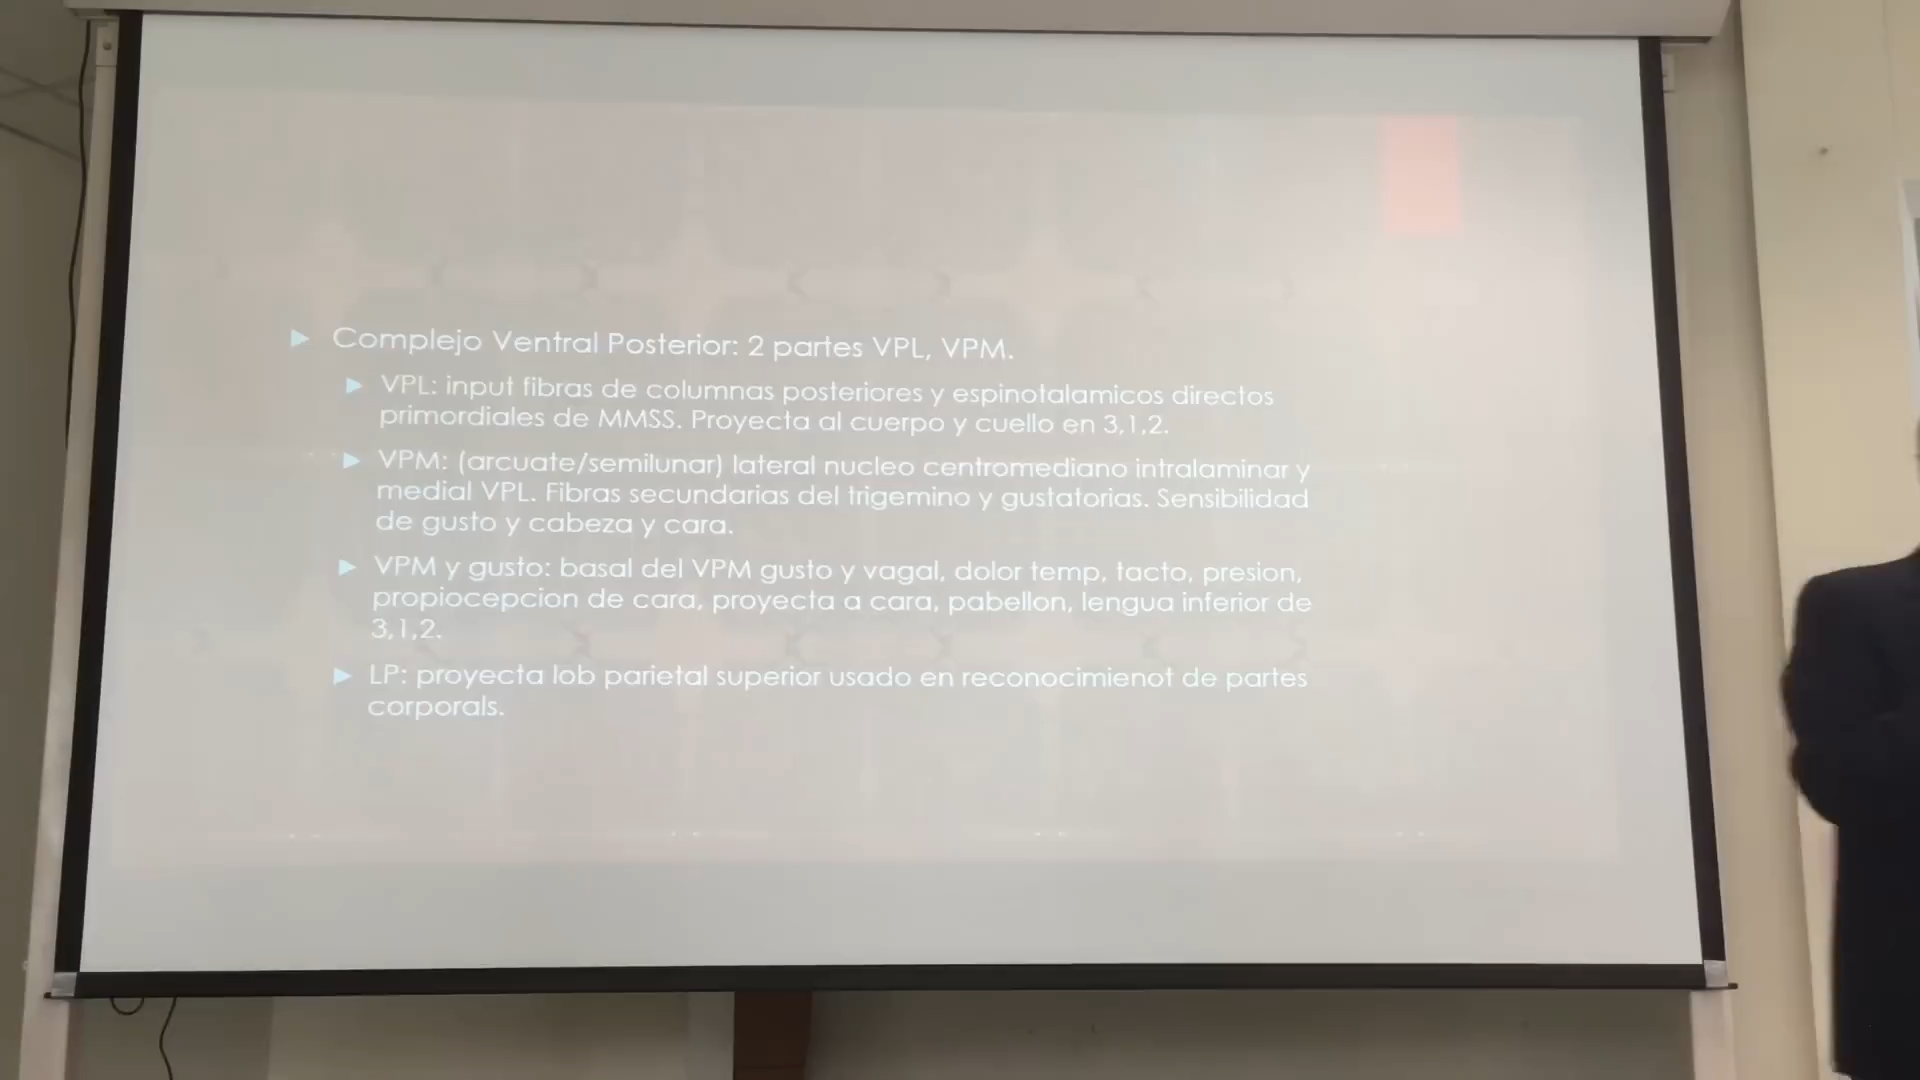 Complejo Ventral Posterior: 2 partes VPL, VPM.
VPL: input fibras de columnas posteriores y espinotalamicos directos
primordiales de MMSS. Proyecta al cuerpo y cuello en 3,1,2.
VPM: (arcuate/semilunar) lateral nucleo centromediano intralaminar y
medial VPL. Fibras secundarias del trigemino y gustatorias. Sensibilidad
de gusto y cabeza y cara.
VPM y gusto: basal del VPM gusto y vagal, dolor temp, tacto, presion,
propiocepcion de cara, proyecta a cara, pabellon, lengua inferior de
3,1,2.
LP: proyecta lob parietal superior usado en reconocimienot de partes
corporals.